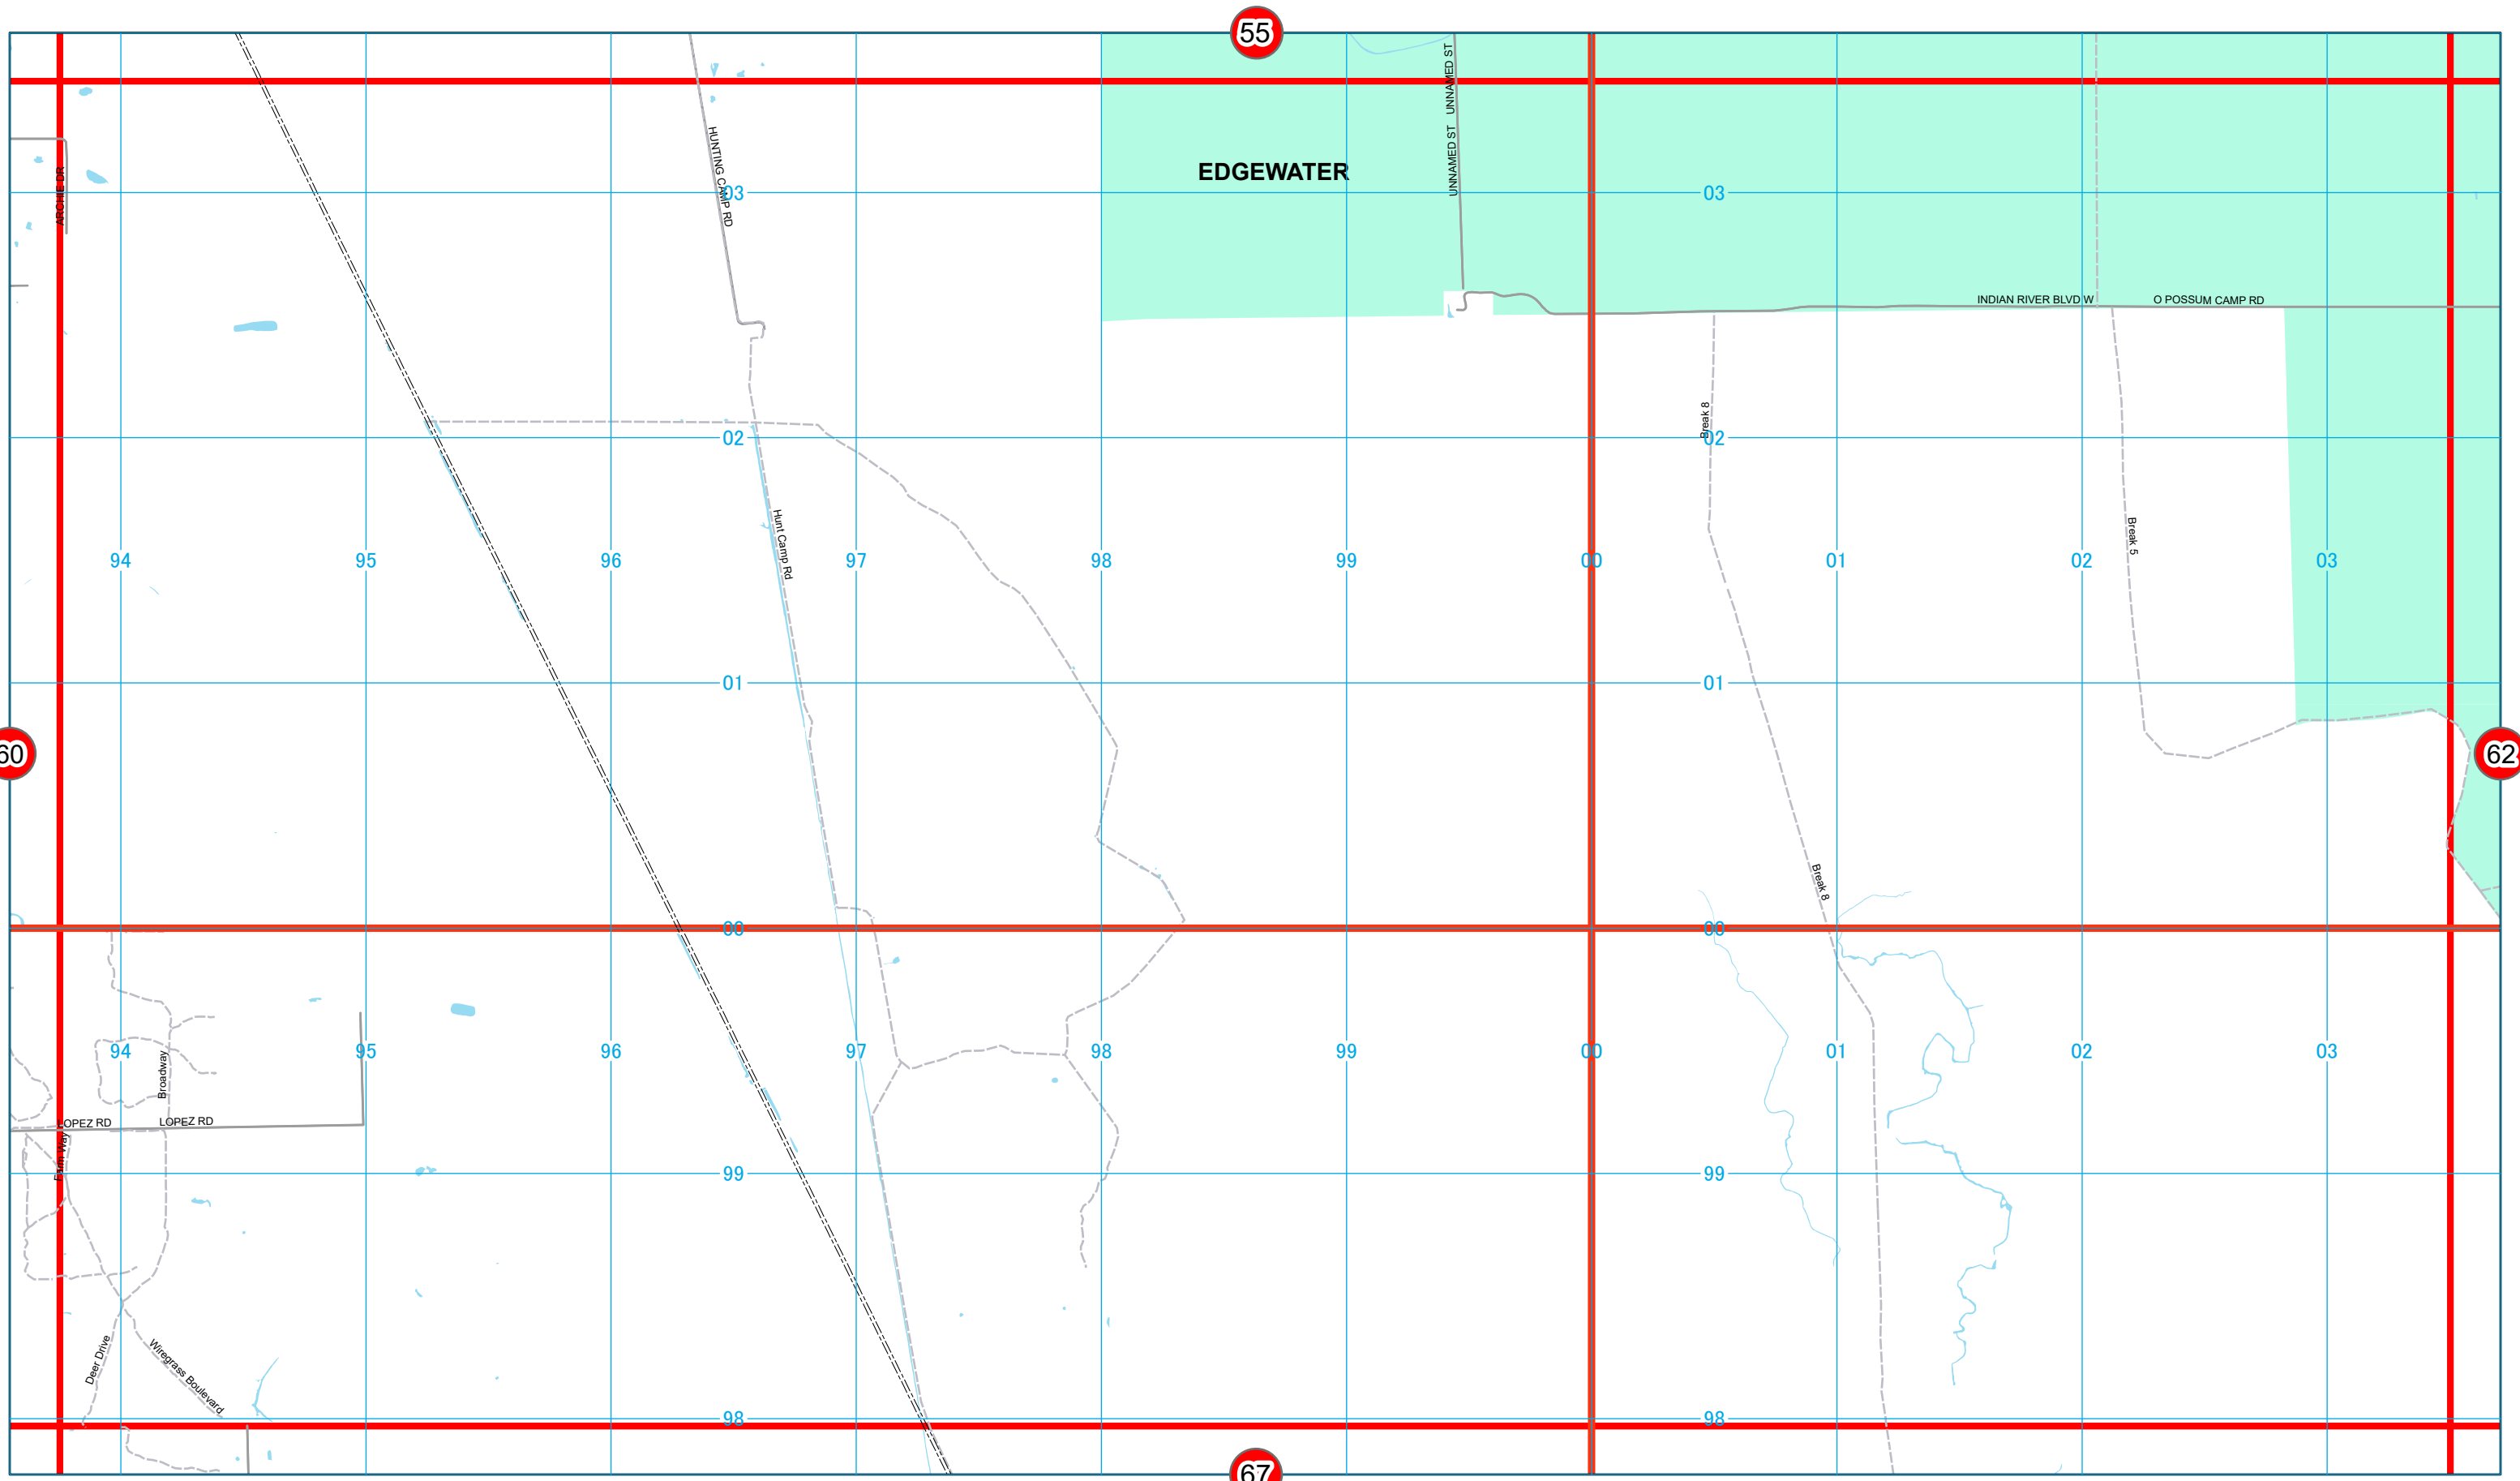 55
UNNAMED ST
UNNAMED ST
HUNTING CAMP RD
ARCHIE DR
EDGEWATER
03
03
INDIAN RIVER BLVD W
O POSSUM CAMP RD
Break 8
02
02
Hunt Camp Rd
Break 5
94
95
96
97
98
99
00
01
02
03
01
01
60
62
Break 8
00
00
94
95
96
97
98
99
00
01
02
03
Broadway
LOPEZ RD
LOPEZ RD
99
99
Deer Drive
Wiregrass Boulevard
98
98
67